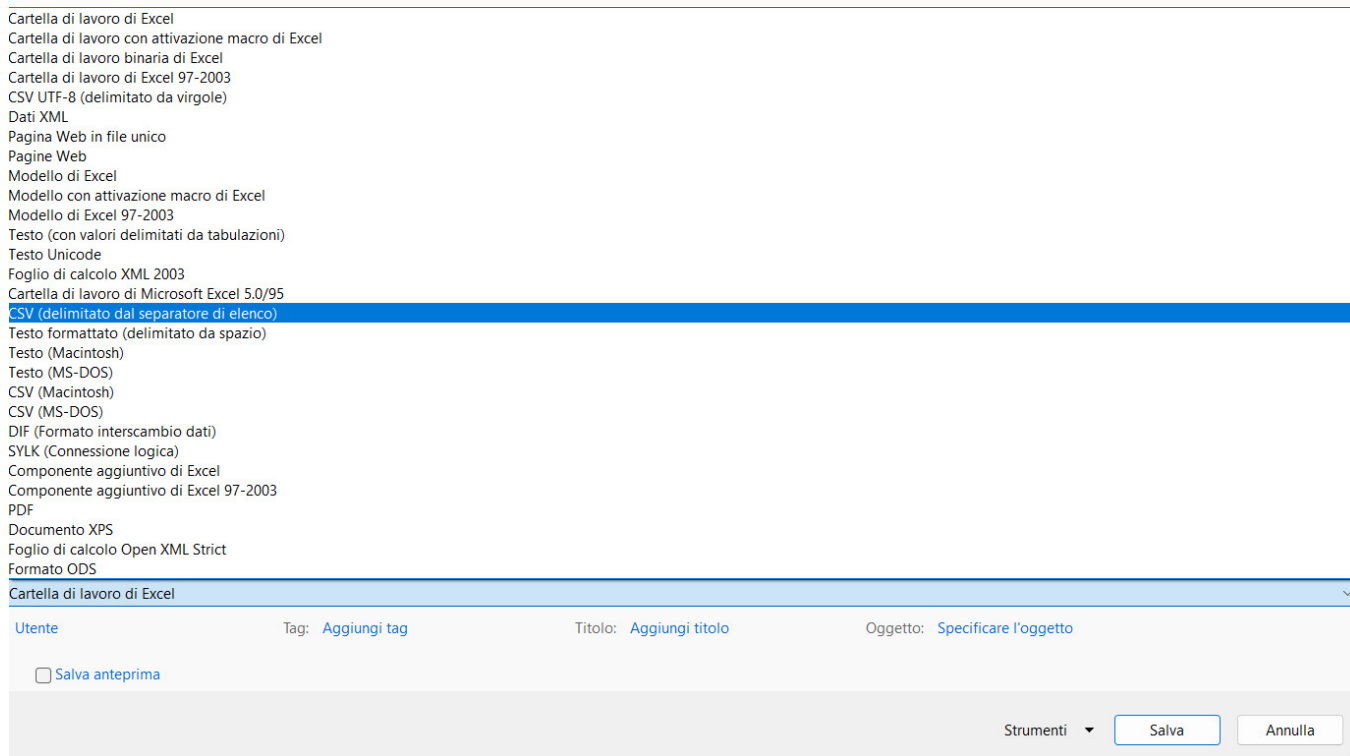 Cartella di lavoro di Excel
Cartella di lavoro con attivazione macro di Excel
Cartella di lavoro binaria di Excel
Cartella di lavoro di Excel 97-2003
CSV UTF-8 (delimitato da virgole)
Dati XML
Pagina Web in file unico
Pagine Web
Modello di Excel
Modello con attivazione macro di Excel
Modello di Excel 97-2003
Testo (con valori delimitati da tabulazioni)
Testo Unicode
Foglio di calcolo XML 2003
Cartella di lavoro di Microsoft Excel 5.0/95
CSV (delimitato dal separatore di elenco)
Testo formattato (delimitato da spazio)
Testo (Macintosh)
Testo (MS-DOS)
CSV (Macintosh)
CSV (MS-DOS)
DIF (Formato interscambio dati)
SYLK (Connessione logica)
Componente aggiuntivo di Excel
Componente aggiuntivo di Excel 97-2003
PDF
Documento XPS
Foglio di calcolo Open XML Strict
Formato ODS
Cartella di lavoro di Excel
Utente Tag: Aggiungi tag Titolo: Aggiungi titolo Oggetto: Specificare l'oggetto
Salva anteprima
Strumenti Salva Annulla